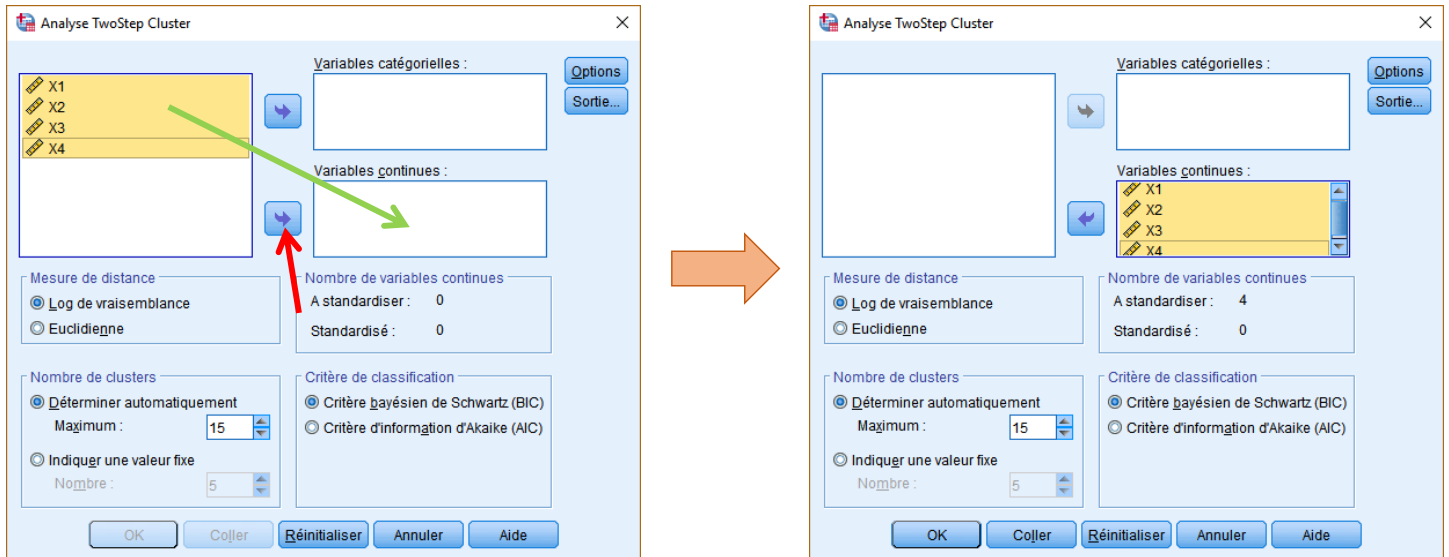 Analyse TwoStep Cluster
X1
X2
X3
X4
Variables catégorielles :
Variables continues :
Options
Sortie...
Mesure de distance
Log de vraisemblance
Euclidienne
Nombre de variables continues
A standardiser : 0
Standardisé : 0
Nombre de clusters
Déterminer automatiquement
Maximum : 15
Indiquer une valeur fixe
Nombre : 5
Critère de classification
Critère bayésien de Schwartz (BIC)
Critère d'information d'Akaike (AIC)
OK Coller Réinitialiser Annuler Aide
Analyse TwoStep Cluster
Variables catégorielles :
Variables continues :
X1
X2
X3
X4
Options
Sortie...
Mesure de distance
Log de vraisemblance
Euclidienne
Nombre de variables continues
A standardiser : 4
Standardisé : 0
Nombre de clusters
Déterminer automatiquement
Maximum : 15
Indiquer une valeur fixe
Nombre : 5
Critère de classification
Critère bayésien de Schwartz (BIC)
Critère d'information d'Akaike (AIC)
OK Coller Réinitialiser Annuler Aide